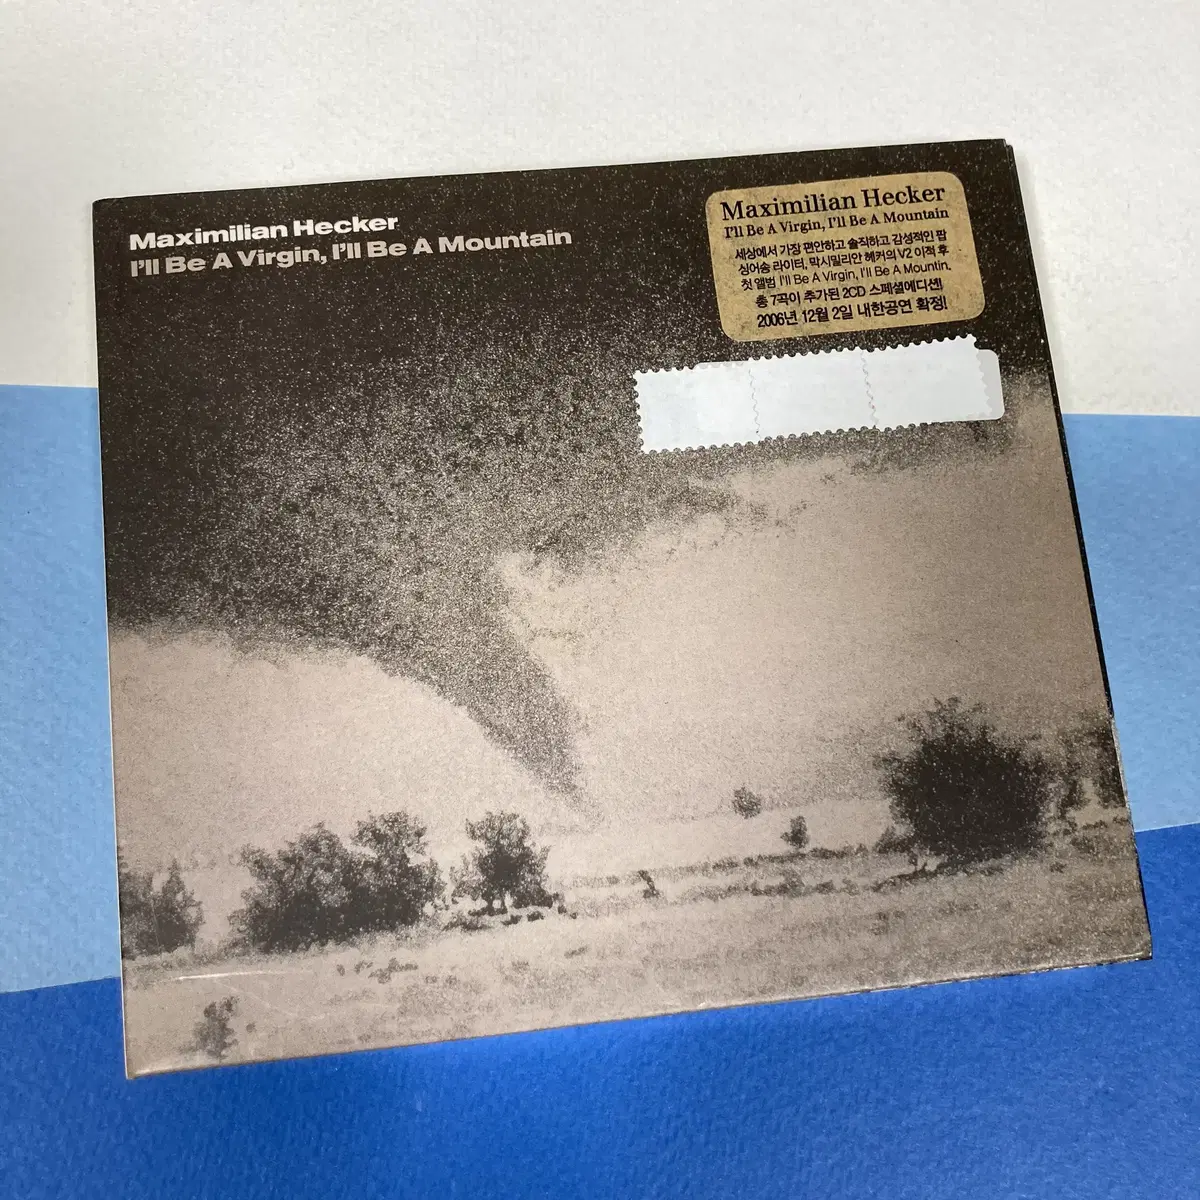 Maximilian Hecker
I'll Be A Virgin, I'll Be A Mountain
Maximilian Hecker
I'll Be A Virgin, I'll Be A Mountain
세상에서 가장 편안하고 솔직하고 감성적인 팝
싱어송 라이터, 막시밀리안 헤커의 V2 이적 후
첫 앨범 I'll Be A Virgin, I'll Be A Mountin.
총 7곡이 추가된 2CD 스페셜에디션!
2006년 12월 2일 내한공연 확정!